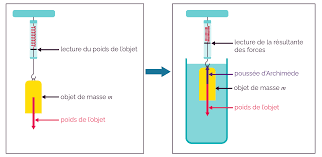 lecture du poids de l'objet
objet de masse m
poids de l'objet
lecture de la résultante
des forces
poussée d'Archimède
objet de masse m
poids de l'objet